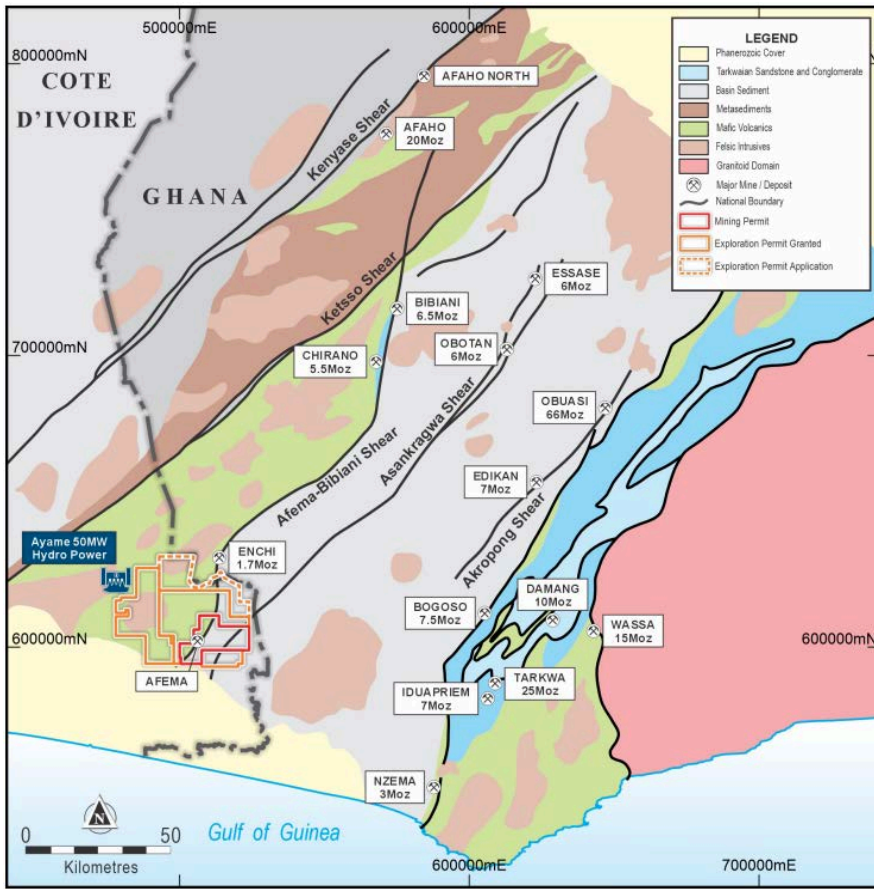 500000mE
600000mE
800000mN
COTE
D'IVOIRE
GHANA
Kenyase Shear
AFAHO NORTH
AFAHO
20Moz
LEGEND
Phanerozoic Cover
Tarkwaian Sandstone and Conglomerate
Basin Sediment
Metasediments
Mafic Volcanics
Felsic Intrusives
Granitoid Domain
Major Mine / Deposit
National Boundary
Mining Permit
Exploration Permit Granted
Exploration Permit Application
Ketsso Shear
ESSASE
6Moz
BIBIANI
6.5Moz
700000mN
CHIRANO
5.5Moz
OBOTAN
6Moz
OBUASI
66Moz
Afema-Bibiani Shear
Asankragwa Shear
EDIKAN
7Moz
Akropong Shear
Ayame 50MW
Hydro Power
ENCHI
1.7Moz
DAMANG
10Moz
BOGOSO
7.5Moz
WASSA
15Moz
600000mN
600000mN
AFEMA
TARKWA
25Moz
IDUAPRIEM
7Moz
NZEMA
3Moz
N
0 50
Kilometres
Gulf of Guinea
600000mE
700000mE